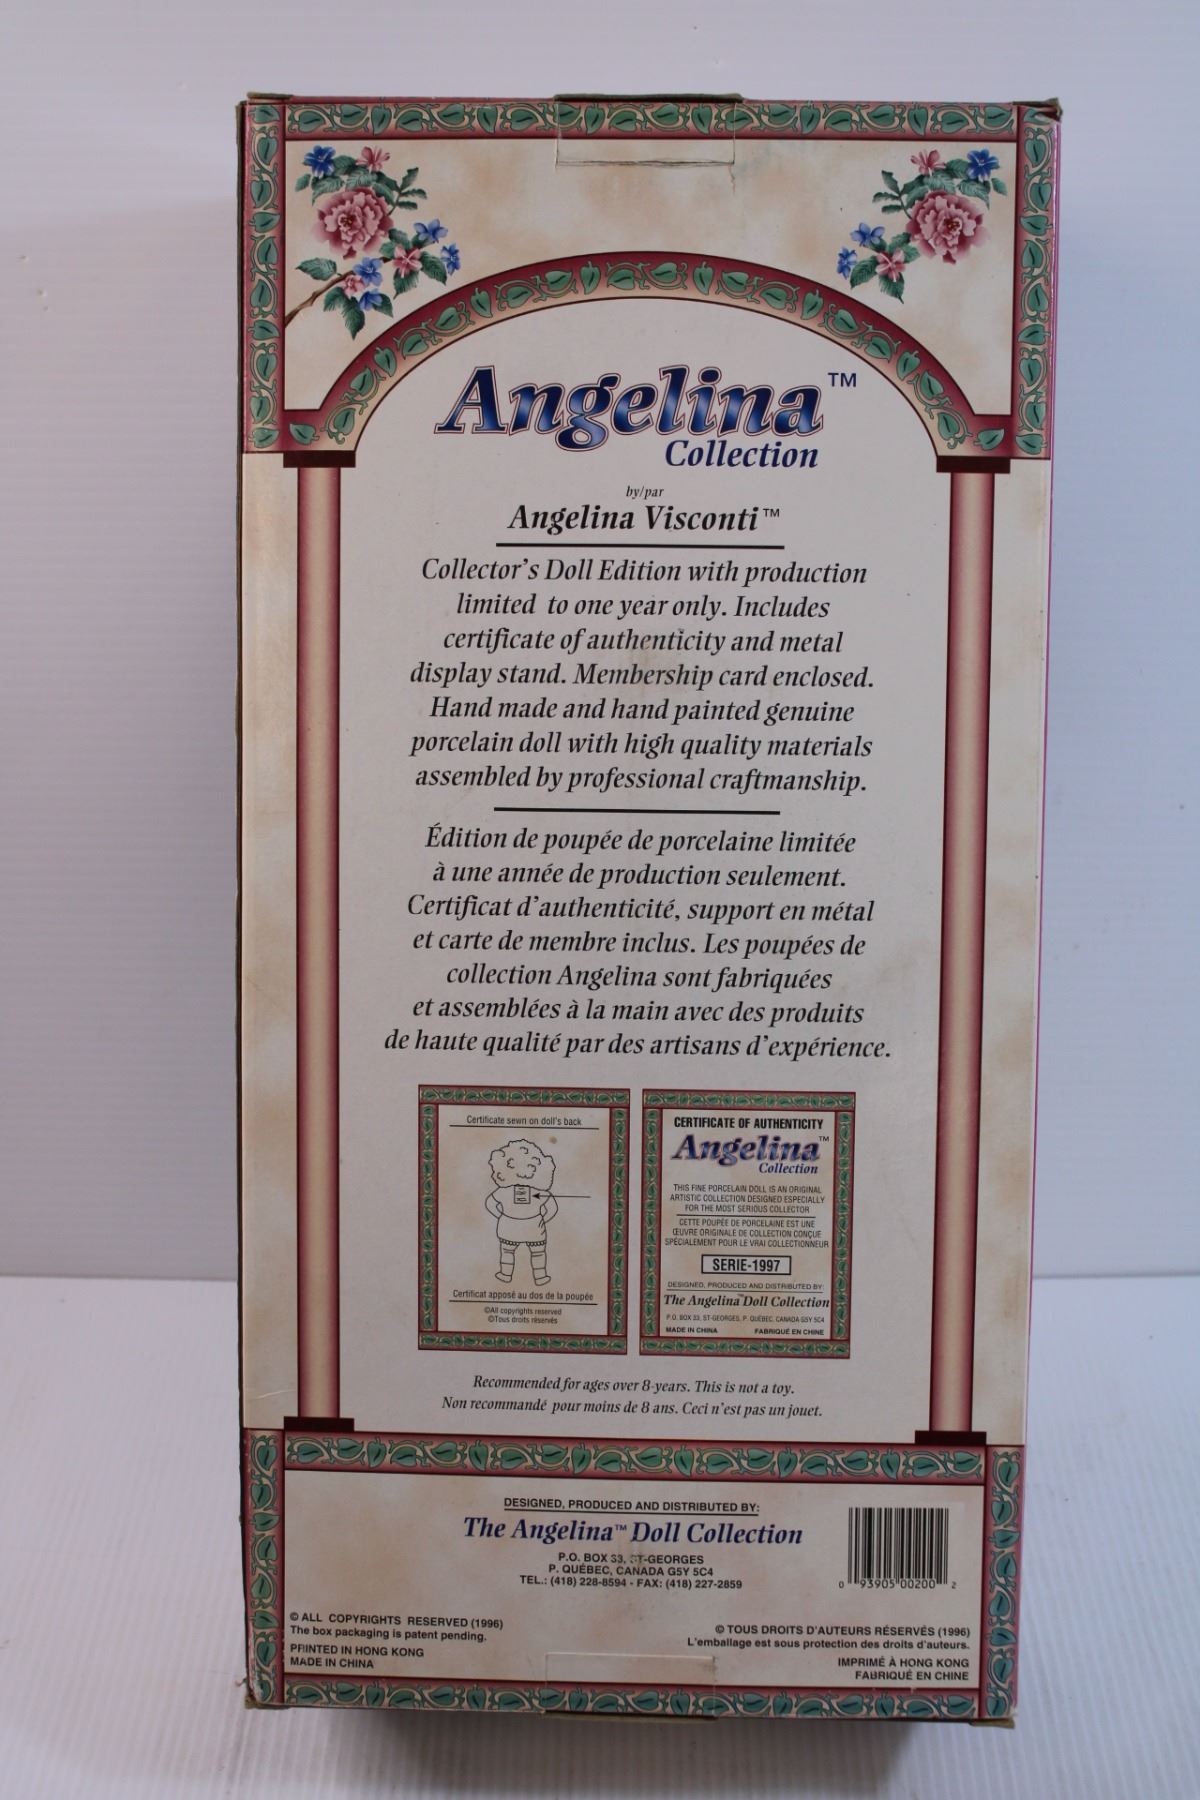 Angelina™
Collection
by/par
Angelina Visconti™
Collector's Doll Edition with production
limited to one year only. Includes
certificate of authenticity and metal
display stand. Membership card enclosed.
Hand made and hand painted genuine
porcelain doll with high quality materials
assembled by professional craftmanship.
Édition de poupée de porcelaine limitée
à une année de production seulement.
Certificat d'authenticité, support en métal
et carte de membre inclus. Les poupées de
collection Angelina sont fabriquées
et assemblées à la main avec des produits
de haute qualité par des artisans d'expérience.
Certificate sewn on doll's back
Certificat apposé au dos de la poupée
©All copyrights reserved
©Tous droits réservés
CERTIFICATE OF AUTHENTICITY
Angelina™
Collection
THIS FINE PORCELAIN DOLL IS AN ORIGINAL
ARTISTIC COLLECTION DESIGNED ESPECIALLY
FOR THE MOST SERIOUS COLLECTOR
CETTE POUPÉE DE PORCELAINE EST UNE
ŒUVRE ORIGINALE DE COLLECTION CONÇUE
SPÉCIALEMENT POUR LE VRAI COLLECTIONNEUR
SERIE-1997
DESIGNED, PRODUCED AND DISTRIBUTED BY:
The Angelina™ Doll Collection
P.O. BOX 33, ST-GEORGES, P. QUÉBEC, CANADA G5Y 5C4
MADE IN CHINA FABRIQUÉ EN CHINE
Recommended for ages over 8-years. This is not a toy.
Non recommandé pour moins de 8 ans. Ceci n'est pas un jouet.
DESIGNED, PRODUCED AND DISTRIBUTED BY:
The Angelina™ Doll Collection
P.O. BOX 33, ST-GEORGES
P. QUÉBEC, CANADA G5Y 5C4
TEL.: (418) 228-8594 - FAX: (418) 227-2859
0 93905 00200 2
© ALL COPYRIGHTS RESERVED (1996)
The box packaging is patent pending.
PRINTED IN HONG KONG
MADE IN CHINA
© TOUS DROITS D'AUTEURS RÉSERVÉS (1996)
L'emballage est sous protection des droits d'auteurs.
IMPRIMÉ À HONG KONG
FABRIQUÉ EN CHINE